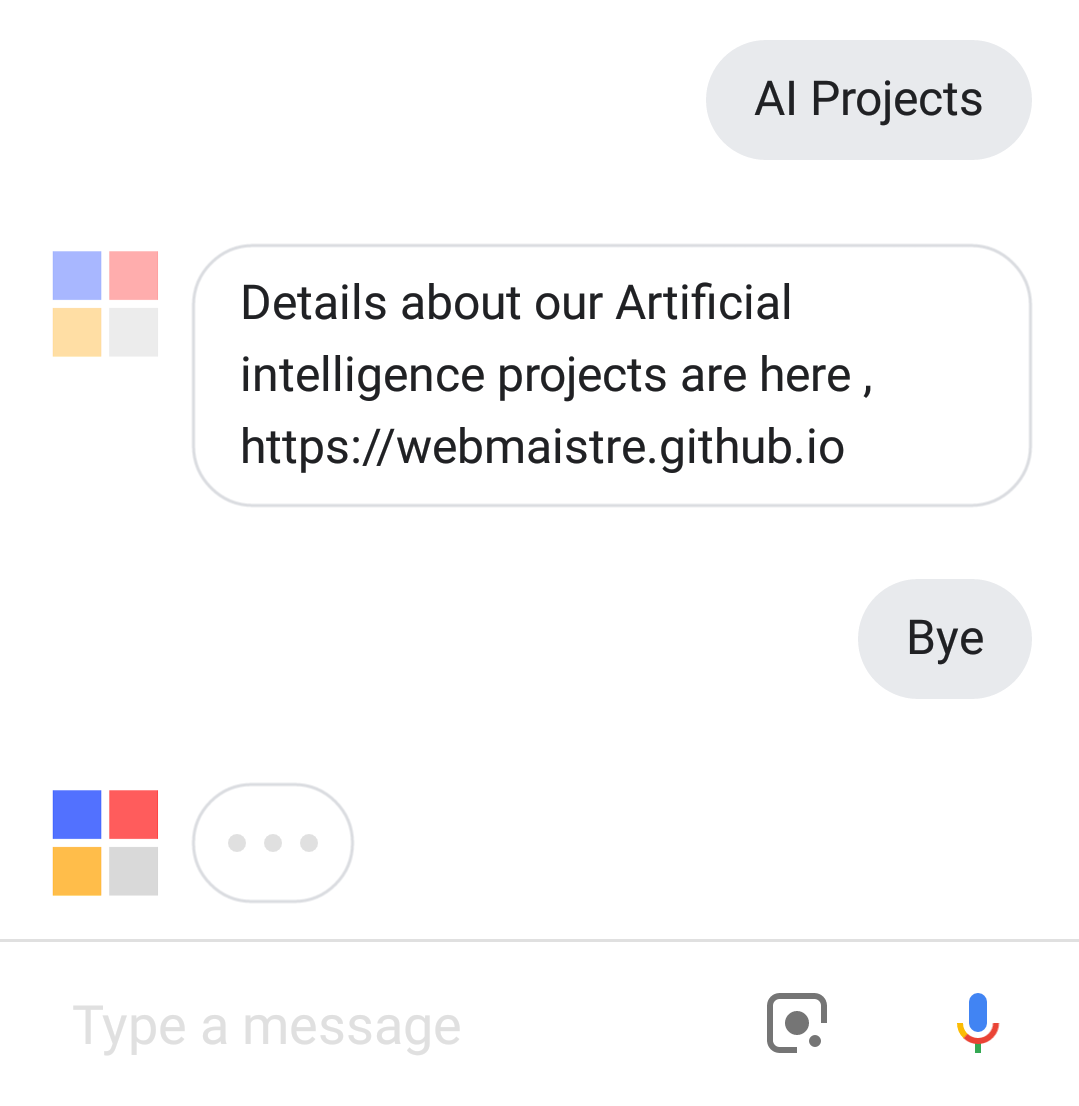 AI Projects
Details about our Artificial
intelligence projects are here ,
https://webmaistre.github.io
Bye
Type a message